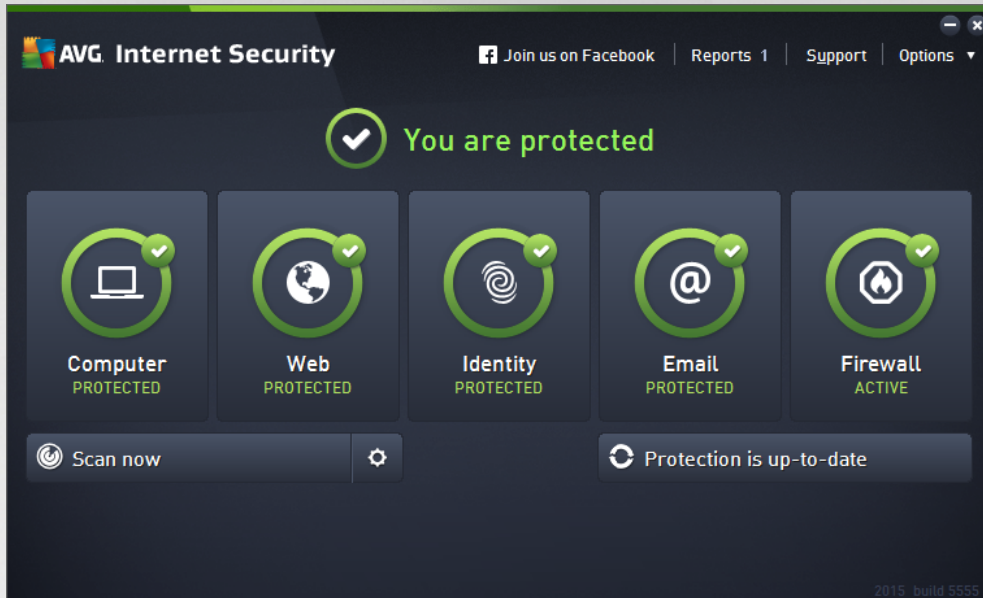 AVG. Internet Security
Join us on Facebook
Reports 1
Support
Options
You are protected
Computer
PROTECTED
Web
PROTECTED
Identity
PROTECTED
@
Email
PROTECTED
Firewall
ACTIVE
Scan now
Protection is up-to-date
2015 build 5555